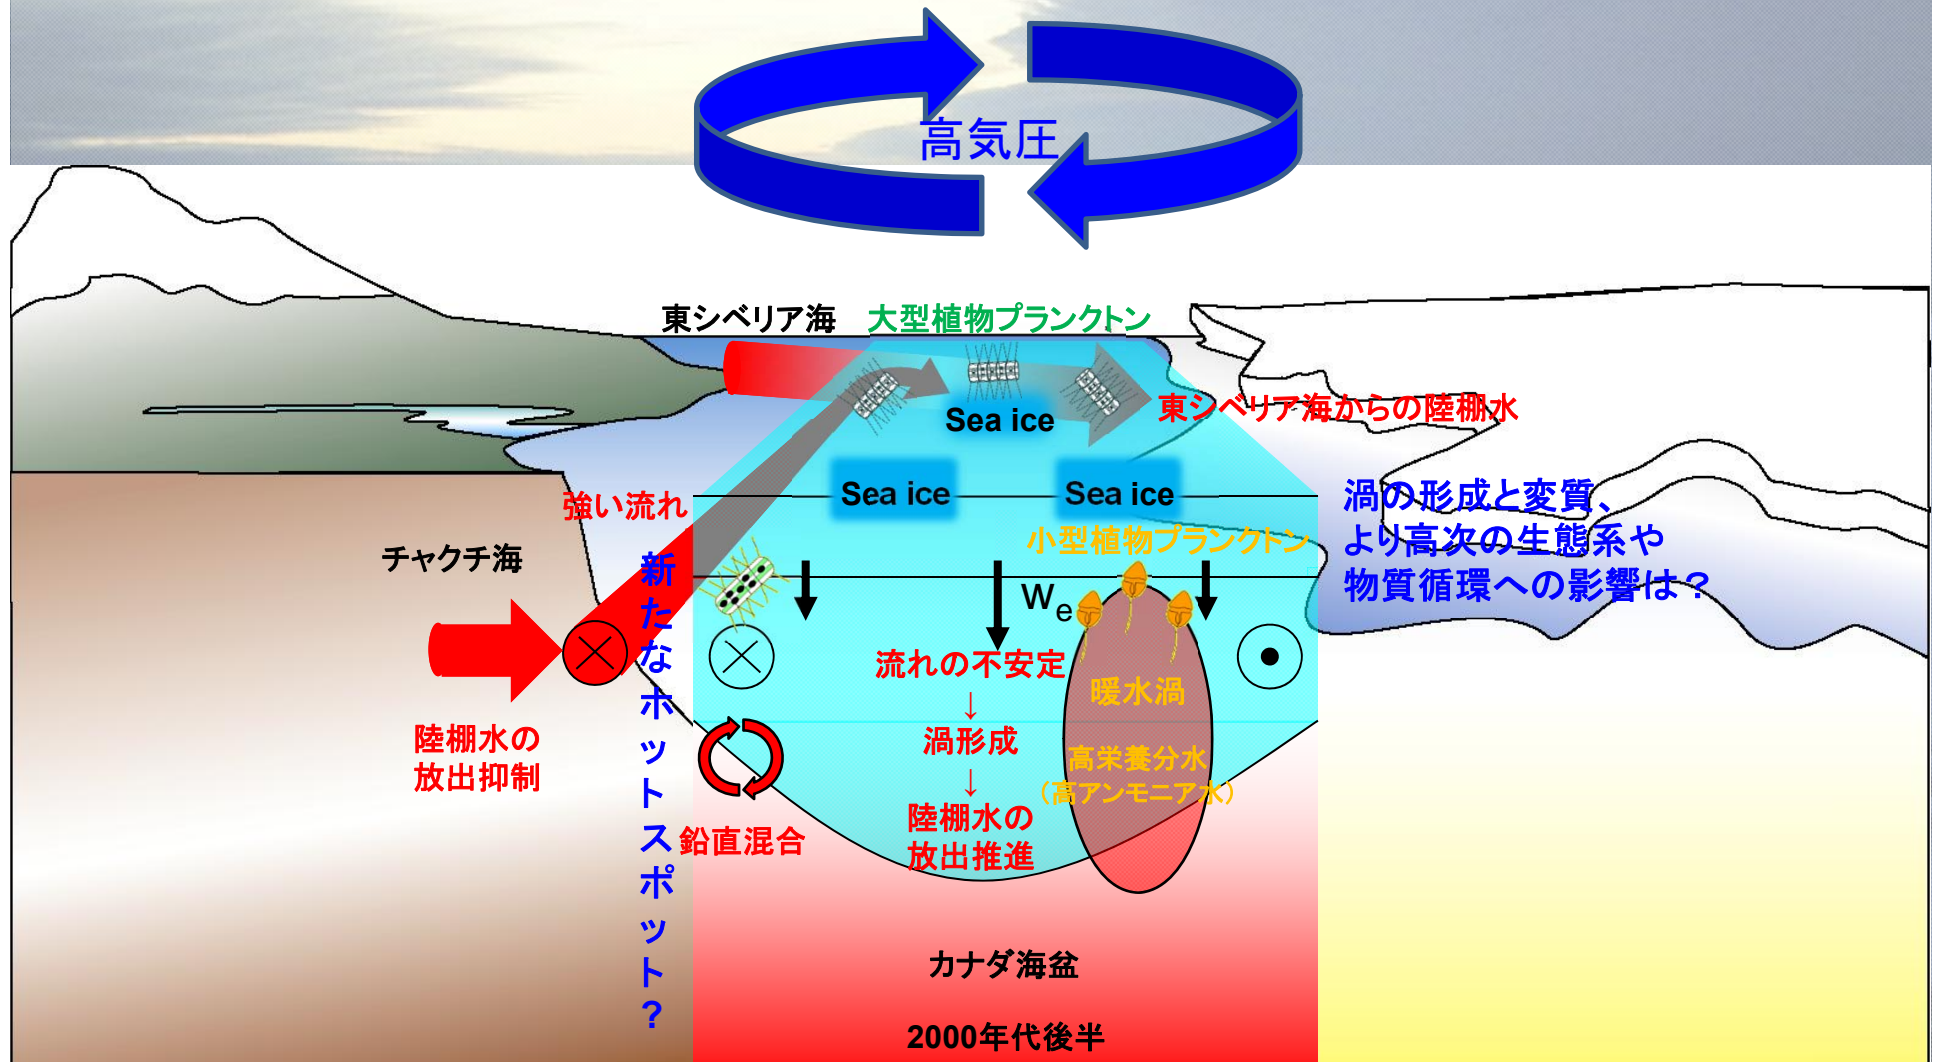 高気圧
東シベリア海
大型植物プランクトン
Sea ice
東シベリア海からの陸棚水
Sea ice
Sea ice
強い流れ
渦の形成と変質、
より高次の生態系や
物質循環への影響は？
小型植物プランクトン
チャクチ海
新たなホットスポット？
We
流れの不安定
↓
渦形成
↓
陸棚水の
放出推進
暖水渦
高栄養分水
（高アンモニア水）
陸棚水の
放出抑制
鉛直混合
カナダ海盆
2000年代後半